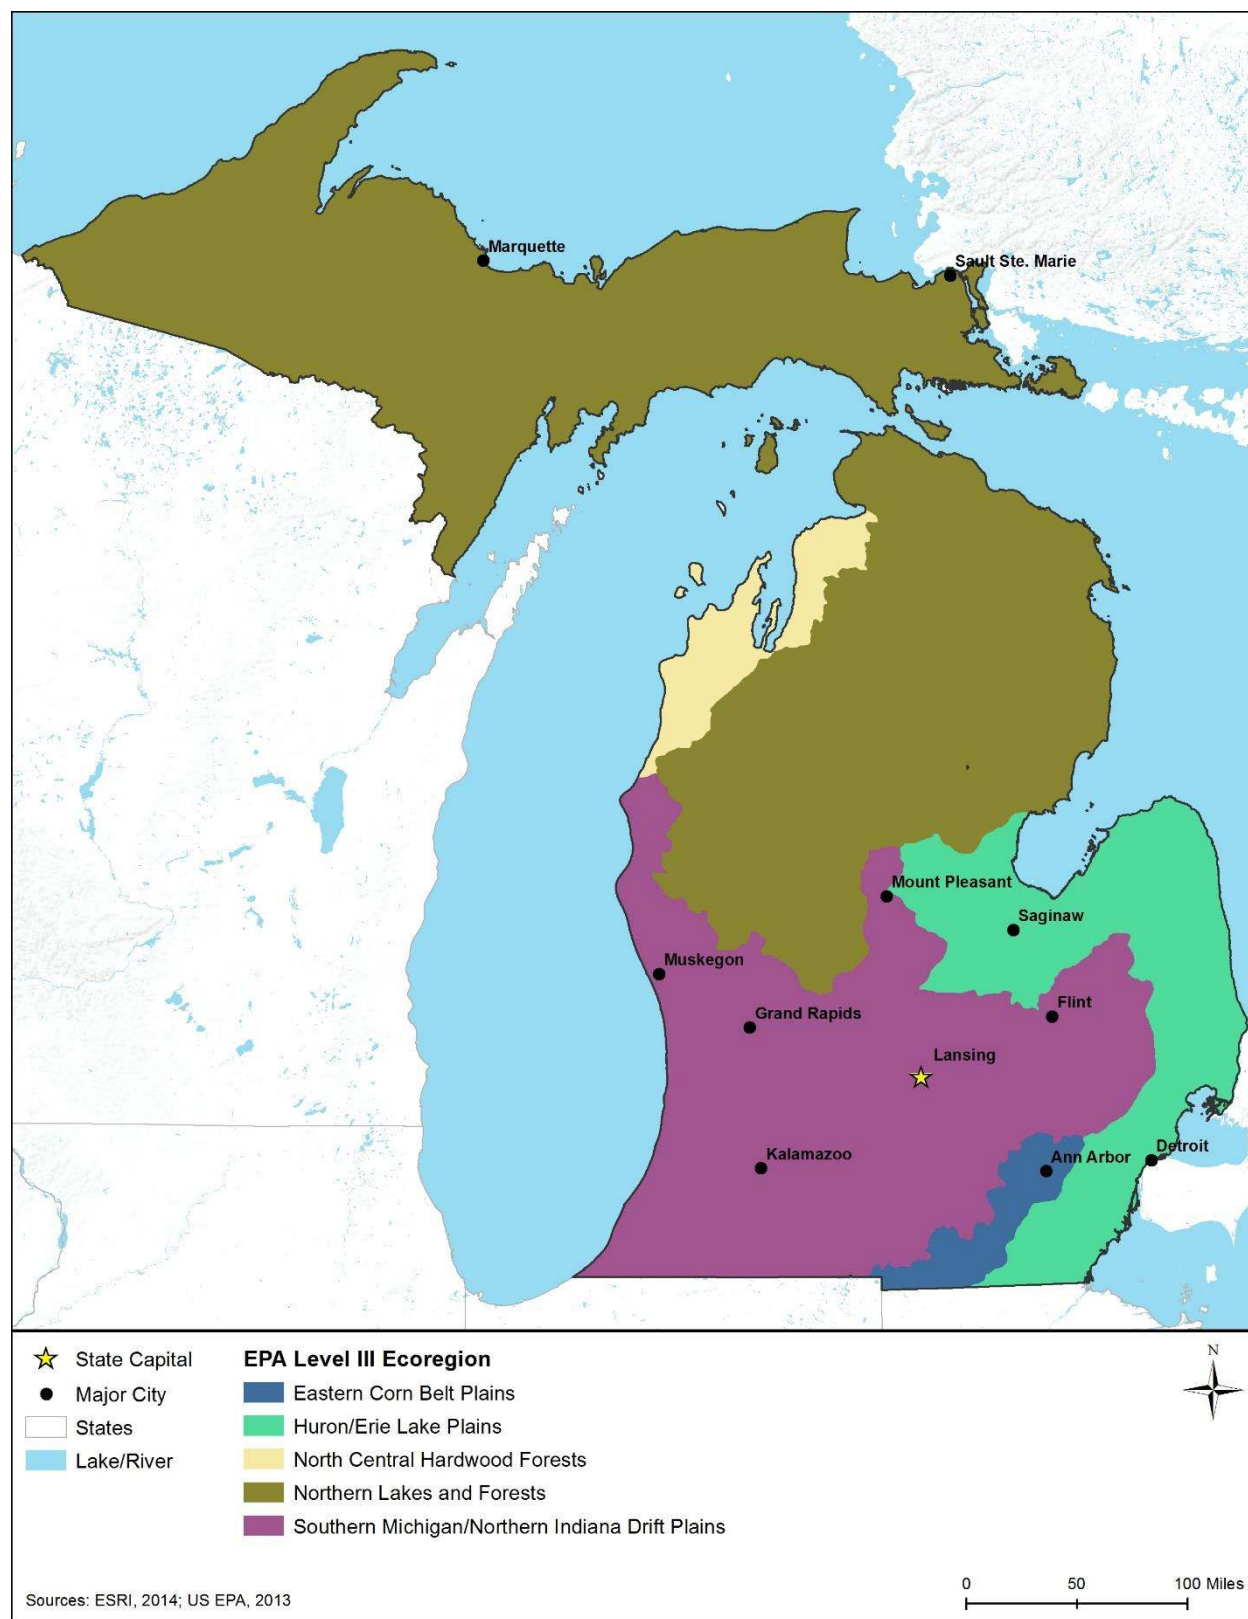 Marquette
Sault Ste. Marie
Mount Pleasant
Saginaw
Muskegon
Flint
Grand Rapids
Lansing
Kalamazoo
Ann Arbor
Detroit
State Capital
Major City
States
Lake/River
EPA Level III Ecoregion
Eastern Corn Belt Plains
Huron/Erie Lake Plains
North Central Hardwood Forests
Northern Lakes and Forests
Southern Michigan/Northern Indiana Drift Plains
N
Sources: ESRI, 2014; US EPA, 2013
0 50 100 Miles